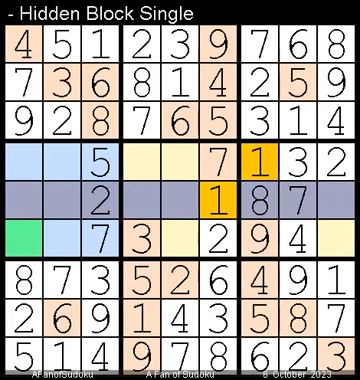 - Hidden Block Single
4 5 1 2 3 9 7 6 8
7 3 6 8 1 4 2 5 9
9 2 8 7 6 5 3 1 4
5 7 1 3 2
2 1 8 7
7 3 2 9 4
8 7 3 5 2 6 4 9 1
2 6 9 1 4 3 5 8 7
5 1 4 9 7 8 6 2 3
AFanofSudoku A Fan of Sudoku 6 October 2023